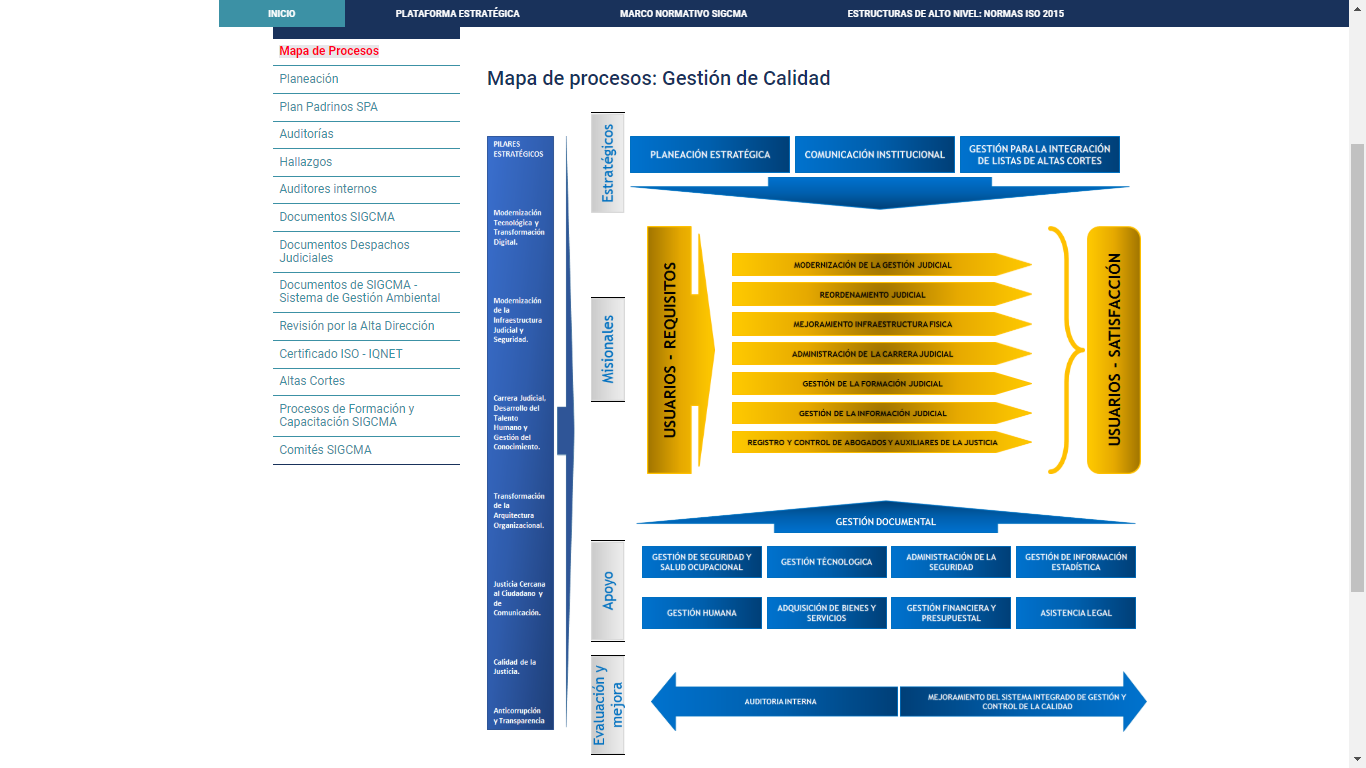 INICIO
PLATAFORMA ESTRATÉGICA
MARCO NORMATIVO SIGCMA
ESTRUCTURAS DE ALTO NIVEL: NORMAS ISO 2015
Mapa de Procesos
Planeación
Plan Padrinos SPA
Auditorías
Hallazgos
Auditores internos
Documentos SIGCMA
Documentos Despachos
Judiciales
Documentos de SIGCMA -
Sistema de Gestión Ambiental
Revisión por la Alta Dirección
Certificado ISO - IQNET
Altas Cortes
Procesos de Formación y
Capacitación SIGCMA
Comités SIGCMA
Mapa de procesos: Gestión de Calidad
PILARES
ESTRATÉGICOS
Modernización
Tecnológica y
Transformación
Digital.
Modernización
de la
Infraestructura
Judicial y
Seguridad.
Carrera Judicial,
Desarrollo del
Talento
Humano y
Gestión del
Conocimiento.
Transformación
de la
Arquitectura
Organizacional.
Justicia Cercana
al Ciudadano y
de
Comunicación.
Calidad de la
Justicia.
Anticorrupción
y Transparencia
Estratégicos
PLANEACIÓN ESTRATÉGICA
COMUNICACIÓN INSTITUCIONAL
GESTIÓN PARA LA INTEGRACIÓN
DE LISTAS DE ALTAS CORTES
Misionales
USUARIOS - REQUISITOS
MODERNIZACIÓN DE LA GESTIÓN JUDICIAL
REORDENAMIENTO JUDICIAL
MEJORAMIENTO INFRAESTRUCTURA FISICA
ADMINISTRACIÓN DE LA CARRERA JUDICIAL
GESTIÓN DE LA FORMACIÓN JUDICIAL
GESTIÓN DE LA INFORMACIÓN JUDICIAL
REGISTRO Y CONTROL DE ABOGADOS Y AUXILIARES DE LA JUSTICIA
USUARIOS - SATISFACCIÓN
Apoyo
GESTIÓN DOCUMENTAL
GESTIÓN DE SEGURIDAD Y
SALUD OCUPACIONAL
GESTIÓN TÉCNOLOGICA
ADMINISTRACIÓN DE LA
SEGURIDAD
GESTIÓN DE INFORMACIÓN
ESTADÍSTICA
GESTIÓN HUMANA
ADQUISICIÓN DE BIENES Y
SERVICIOS
GESTIÓN FINANCIERA Y
PRESUPUESTAL
ASISTENCIA LEGAL
Evaluación y
mejora
AUDITORIA INTERNA
MEJORAMIENTO DEL SISTEMA INTEGRADO DE GESTIÓN Y
CONTROL DE LA CALIDAD